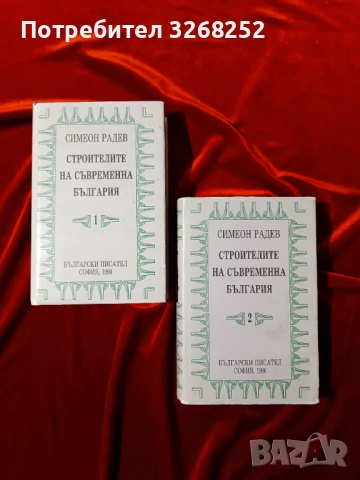 Потребител 3268252
СИМЕОН РАДЕВ
СТРОИТЕЛИТЕ
НА СЪВРЕМЕННА
БЪЛГАРИЯ
1
БЪЛГАРСКИ ПИСАТЕЛ
СОФИЯ, 1990
СИМЕОН РАДЕВ
СТРОИТЕЛИТЕ
НА СЪВРЕМЕННА
БЪЛГАРИЯ
2
БЪЛГАРСКИ ПИСАТЕЛ
СОФИЯ, 1990
BAZAR